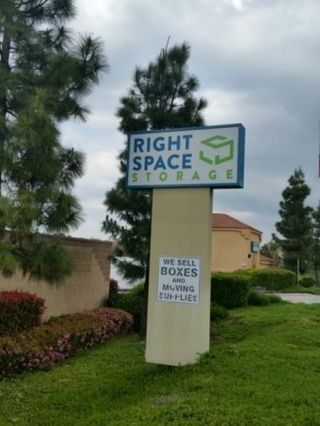 RIGHT
SPACE
STORAGE
WE SELL
BOXES
AND
MOVING
SUPPLIES